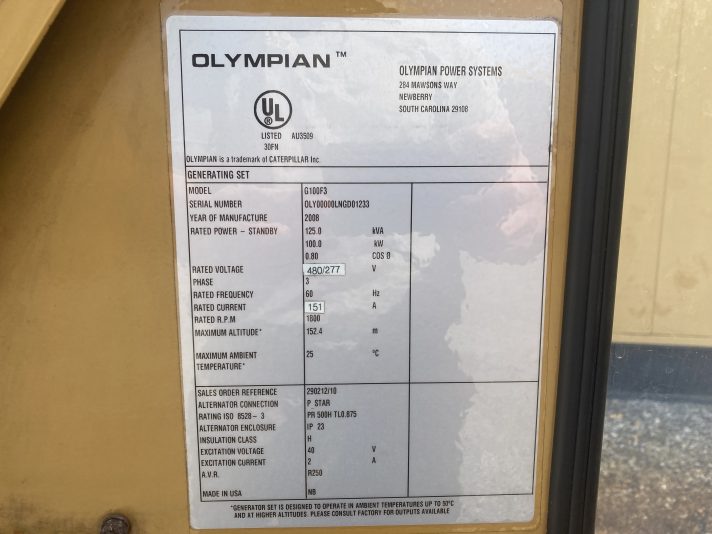 OLYMPIAN™
OLYMPIAN POWER SYSTEMS
284 MAWSONS WAY
NEWBERRY
SOUTH CAROLINA 29108
UL
®
LISTED AU3509
30FN
OLYMPIAN is a trademark of CATERPILLAR Inc.
GENERATING SET
MODEL G100F3
SERIAL NUMBER OLY00000LNGD01233
YEAR OF MANUFACTURE 2008
RATED POWER - STANDBY 125.0 kVA
100.0 kW
0.80 COS Ø
RATED VOLTAGE 480/277 V
PHASE 3
RATED FREQUENCY 60 Hz
RATED CURRENT 151 A
RATED R.P.M 1800
MAXIMUM ALTITUDE* 152.4 m
MAXIMUM AMBIENT 25 °C
TEMPERATURE*
SALES ORDER REFERENCE 290212/10
ALTERNATOR CONNECTION P STAR
RATING ISO 8528 - 3 PR 500H TL0.875
ALTERNATOR ENCLOSURE IP 23
INSULATION CLASS H
EXCITATION VOLTAGE 40 V
EXCITATION CURRENT 2 A
A.V.R. R250
MADE IN USA NB
*GENERATOR SET IS DESIGNED TO OPERATE IN AMBIENT TEMPERATURES UP TO 50°C
AND AT HIGHER ALTITUDES. PLEASE CONSULT FACTORY FOR OUTPUTS AVAILABLE